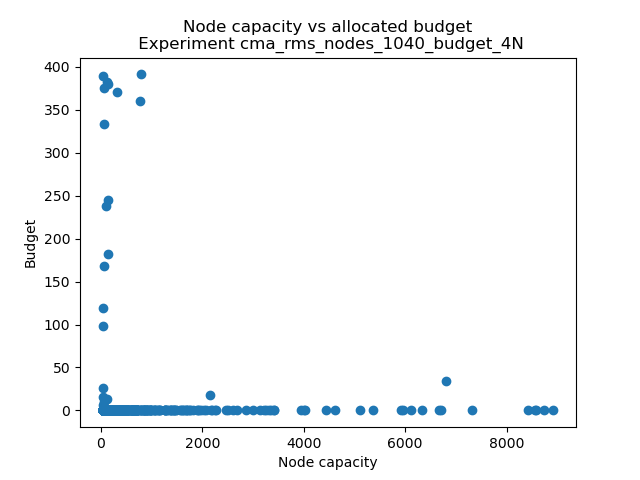 Node capacity vs allocated budget
Experiment cma_rms_nodes_1040_budget_4N
400
350
300
250
200
150
100
50
0
Budget
0 2000 4000 6000 8000
Node capacity